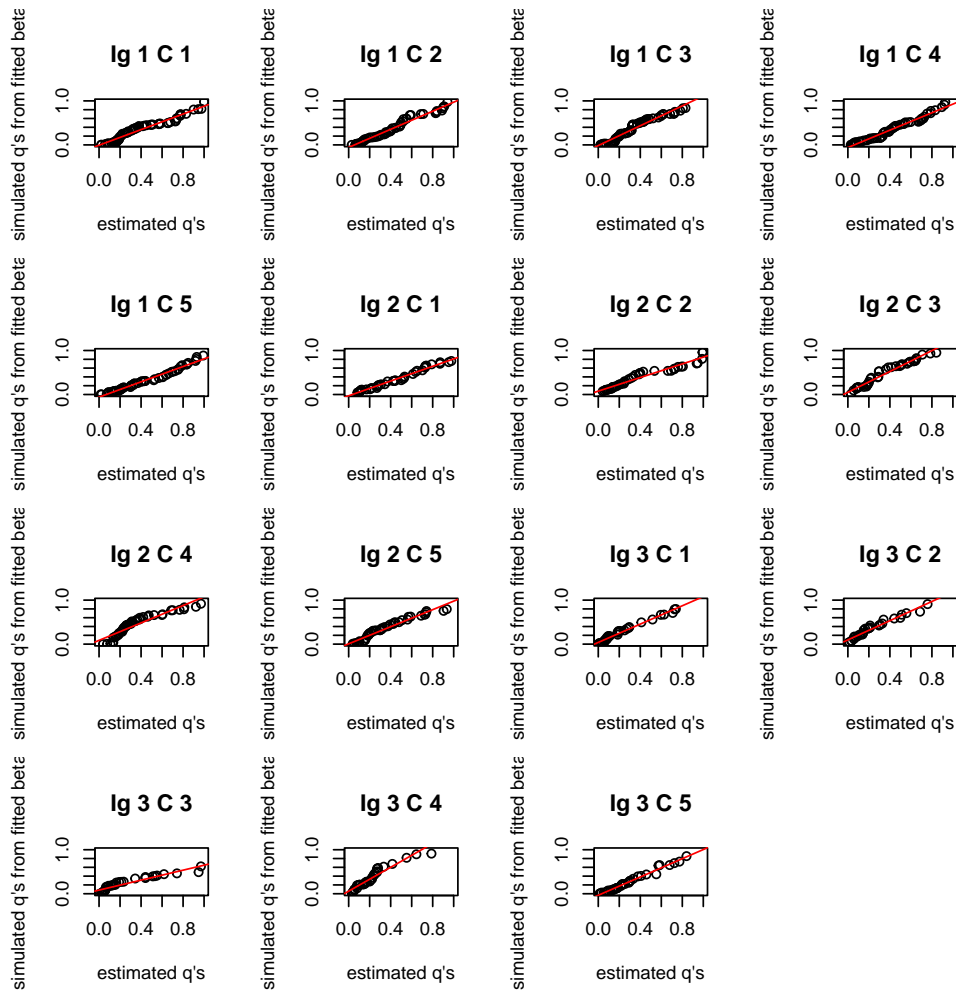 lg 1 C 1
simulated q's from fitted beta
0.0 1.0
0.0 0.4 0.8
estimated q's
lg 1 C 2
simulated q's from fitted beta
0.0 1.0
0.0 0.4 0.8
estimated q's
lg 1 C 3
simulated q's from fitted beta
0.0 1.0
0.0 0.4 0.8
estimated q's
lg 1 C 4
simulated q's from fitted beta
0.0 1.0
0.0 0.4 0.8
estimated q's
lg 1 C 5
simulated q's from fitted beta
0.0 1.0
0.0 0.4 0.8
estimated q's
lg 2 C 1
simulated q's from fitted beta
0.0 1.0
0.0 0.4 0.8
estimated q's
lg 2 C 2
simulated q's from fitted beta
0.0 1.0
0.0 0.4 0.8
estimated q's
lg 2 C 3
simulated q's from fitted beta
0.0 1.0
0.0 0.4 0.8
estimated q's
lg 2 C 4
simulated q's from fitted beta
0.0 1.0
0.0 0.4 0.8
estimated q's
lg 2 C 5
simulated q's from fitted beta
0.0 1.0
0.0 0.4 0.8
estimated q's
lg 3 C 1
simulated q's from fitted beta
0.0 1.0
0.0 0.4 0.8
estimated q's
lg 3 C 2
simulated q's from fitted beta
0.0 1.0
0.0 0.4 0.8
estimated q's
lg 3 C 3
simulated q's from fitted beta
0.0 1.0
0.0 0.4 0.8
estimated q's
lg 3 C 4
simulated q's from fitted beta
0.0 1.0
0.0 0.4 0.8
estimated q's
lg 3 C 5
simulated q's from fitted beta
0.0 1.0
0.0 0.4 0.8
estimated q's